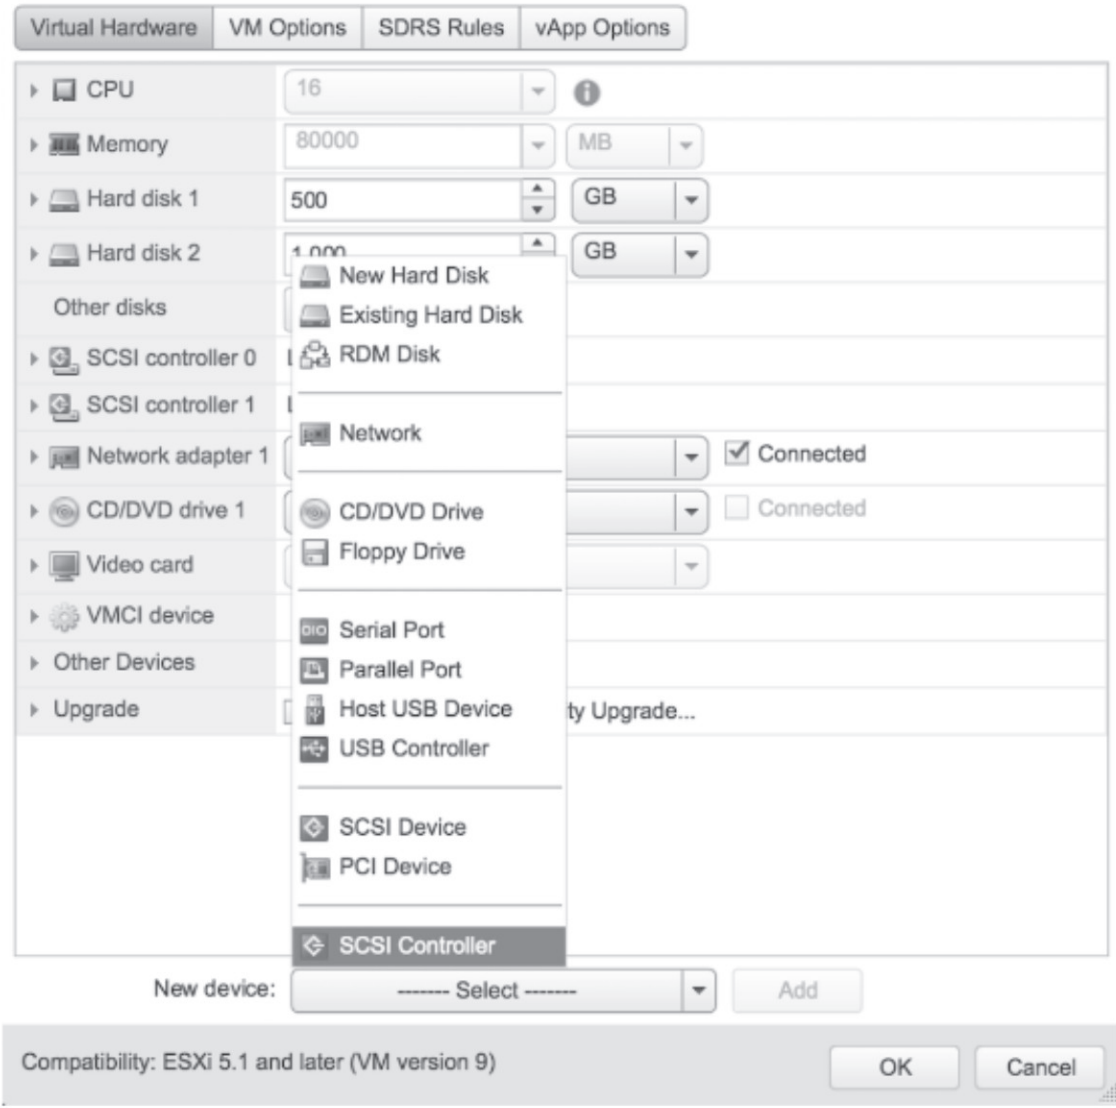 Virtual Hardware VM Options SDRS Rules vApp Options
CPU 16
Memory 80000 MB
Hard disk 1 500 GB
Hard disk 2 1,000 GB
New Hard Disk
Other disks Existing Hard Disk
SCSI controller 0 RDM Disk
SCSI controller 1
Network
Network adapter 1 Connected
CD/DVD drive 1 CD/DVD Drive Connected
Floppy Drive
Video card
VMCI device
Serial Port
Other Devices Parallel Port
Upgrade Host USB Device ty Upgrade...
USB Controller
SCSI Device
PCI Device
SCSI Controller
New device: ------- Select ------- Add
Compatibility: ESXi 5.1 and later (VM version 9) OK Cancel